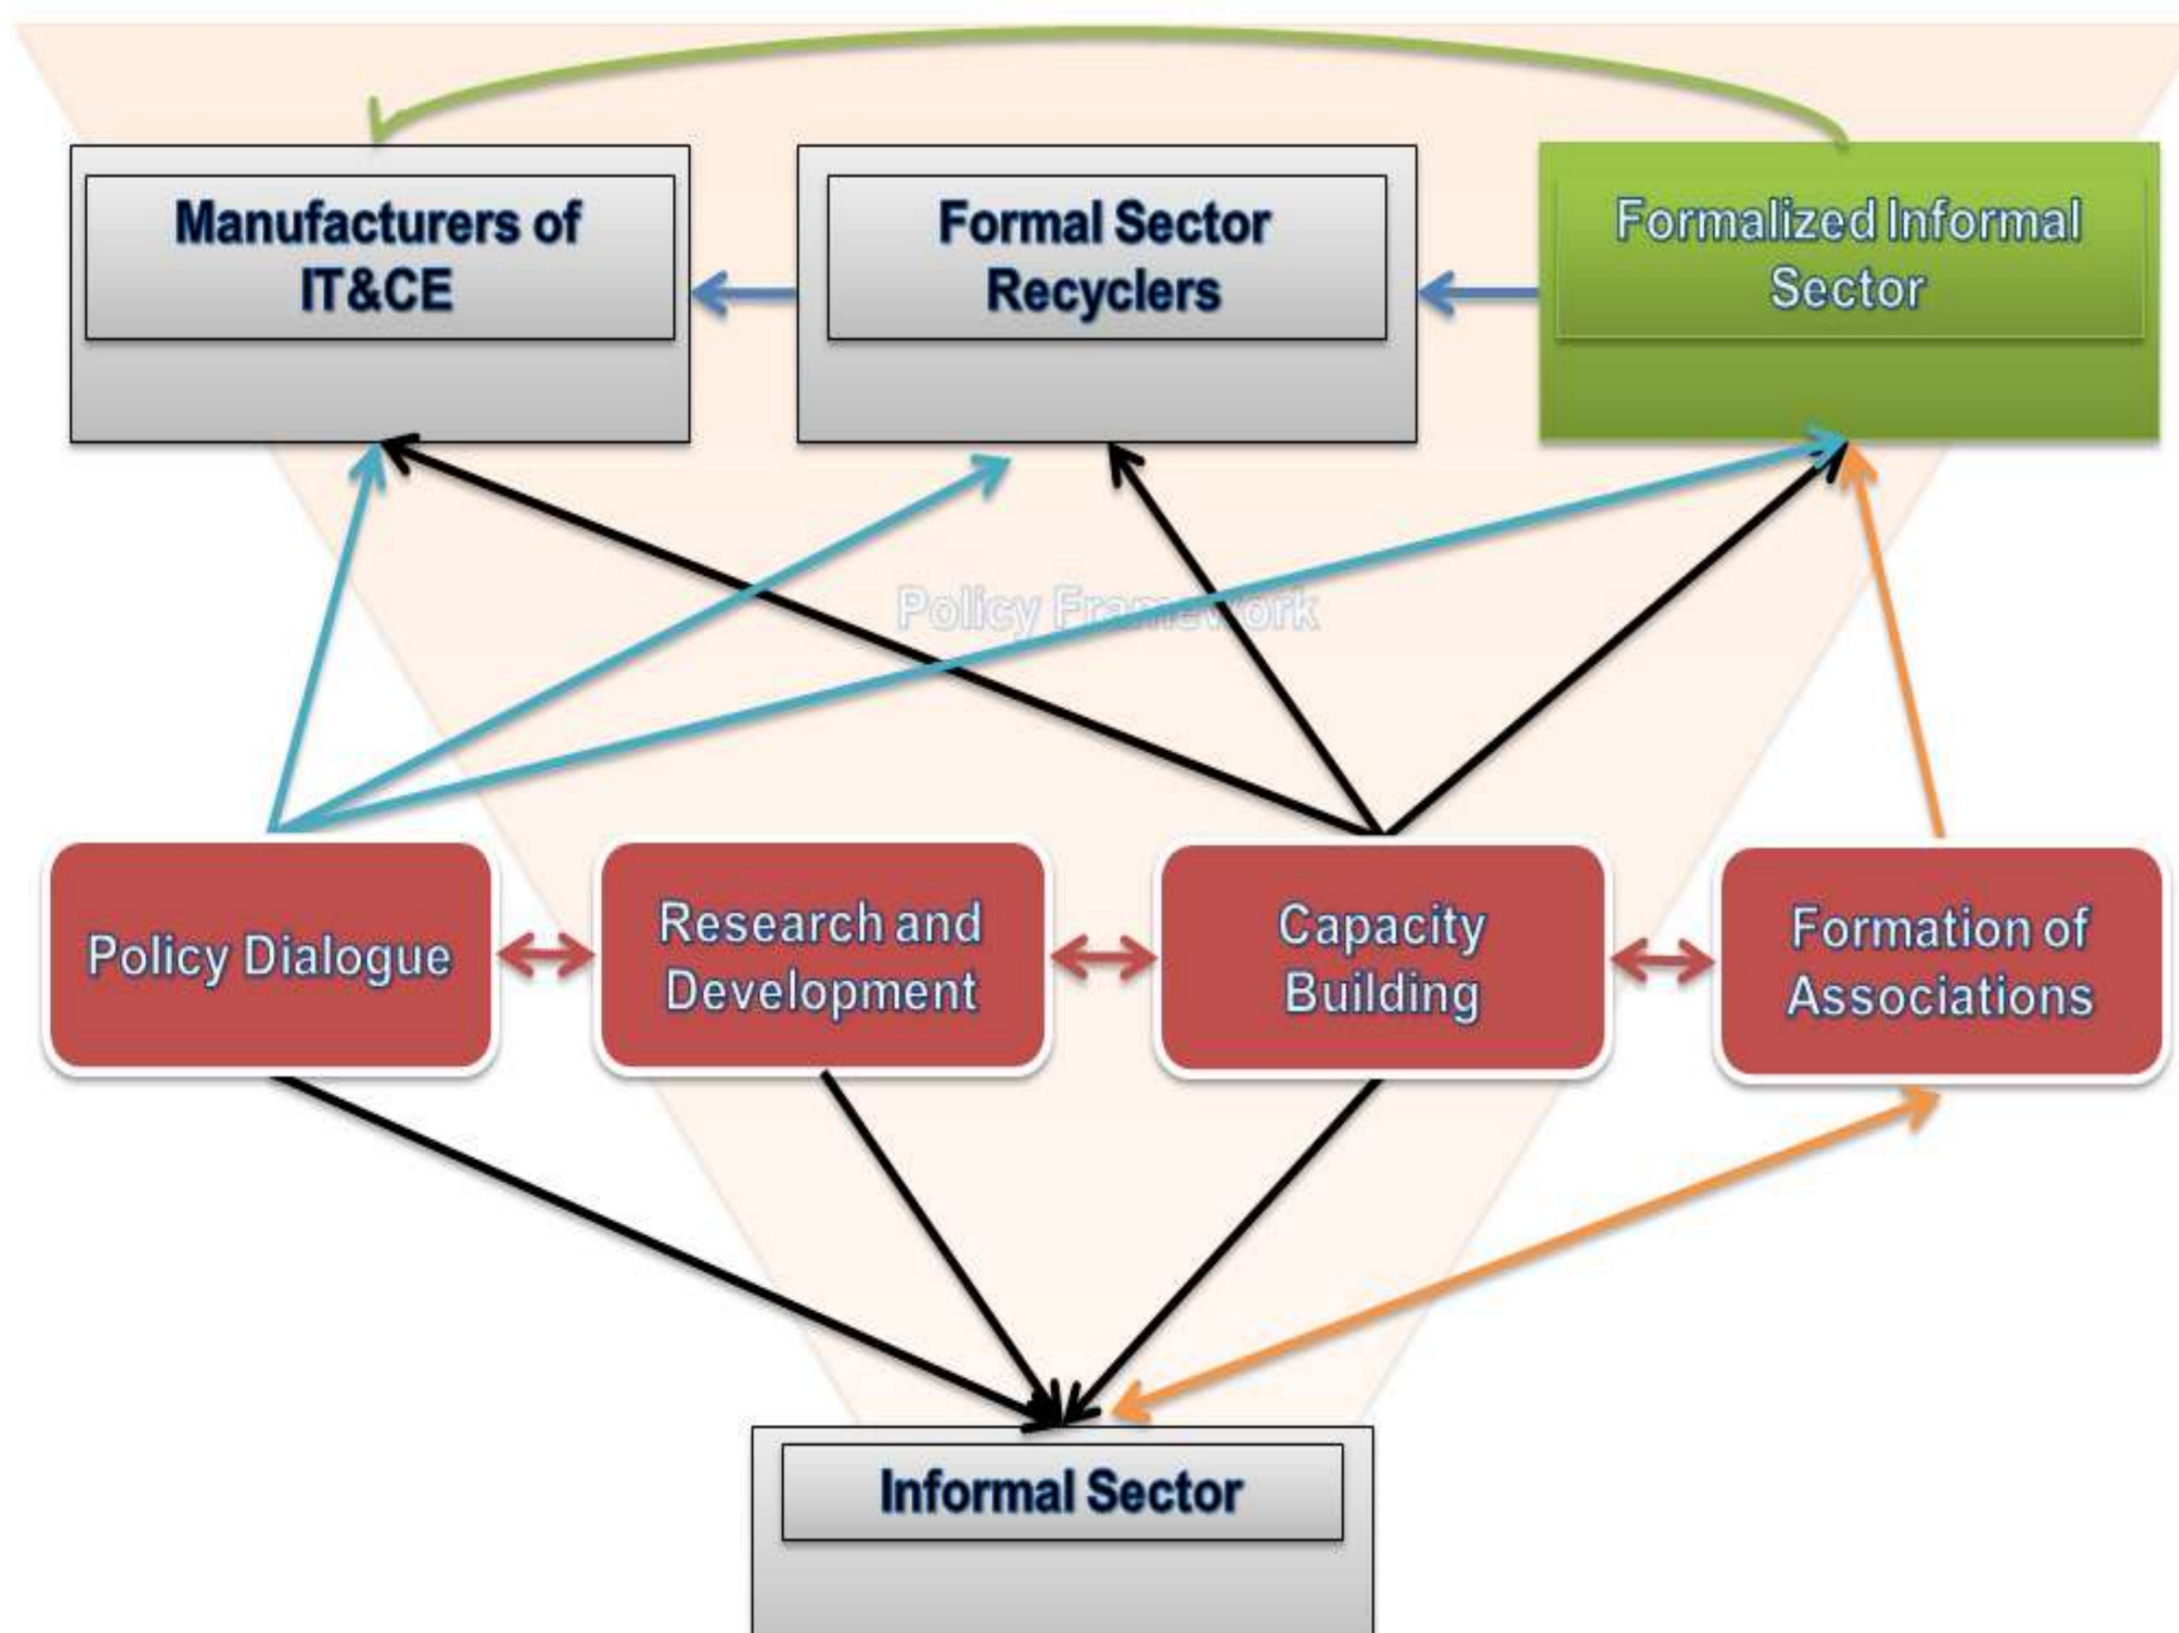 Manufacturers of
IT&CE
Formal Sector
Recyclers
Formalized Informal
Sector
Policy Framework
Policy Dialogue
Research and
Development
Capacity
Building
Formation of
Associations
Informal Sector